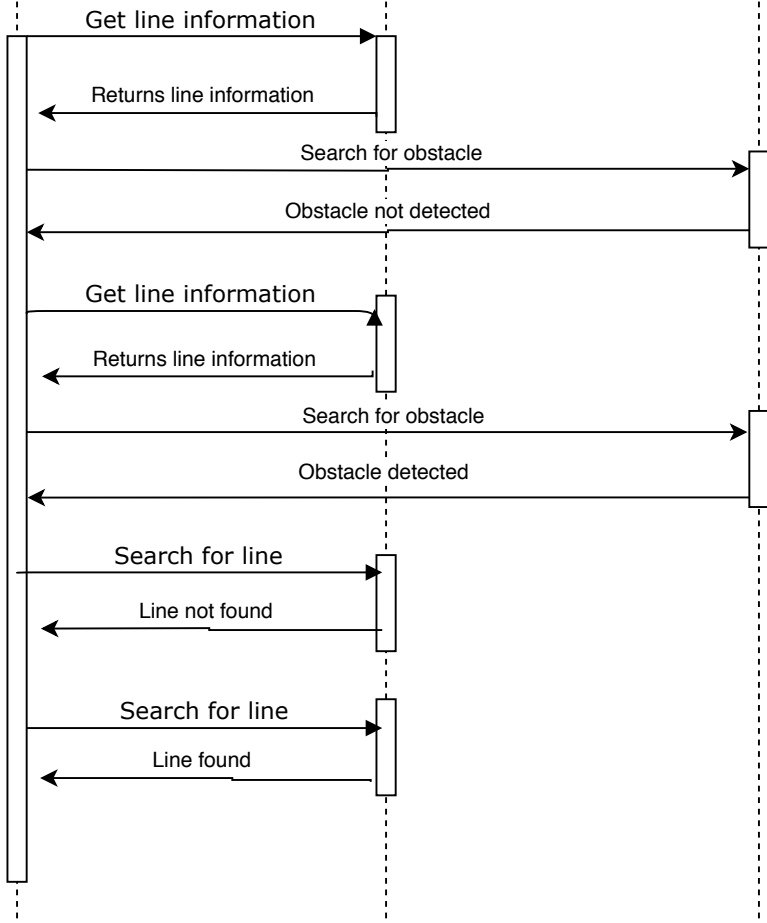 Get line information
Returns line information
Search for obstacle
Obstacle not detected
Get line information
Returns line information
Search for obstacle
Obstacle detected
Search for line
Line not found
Search for line
Line found